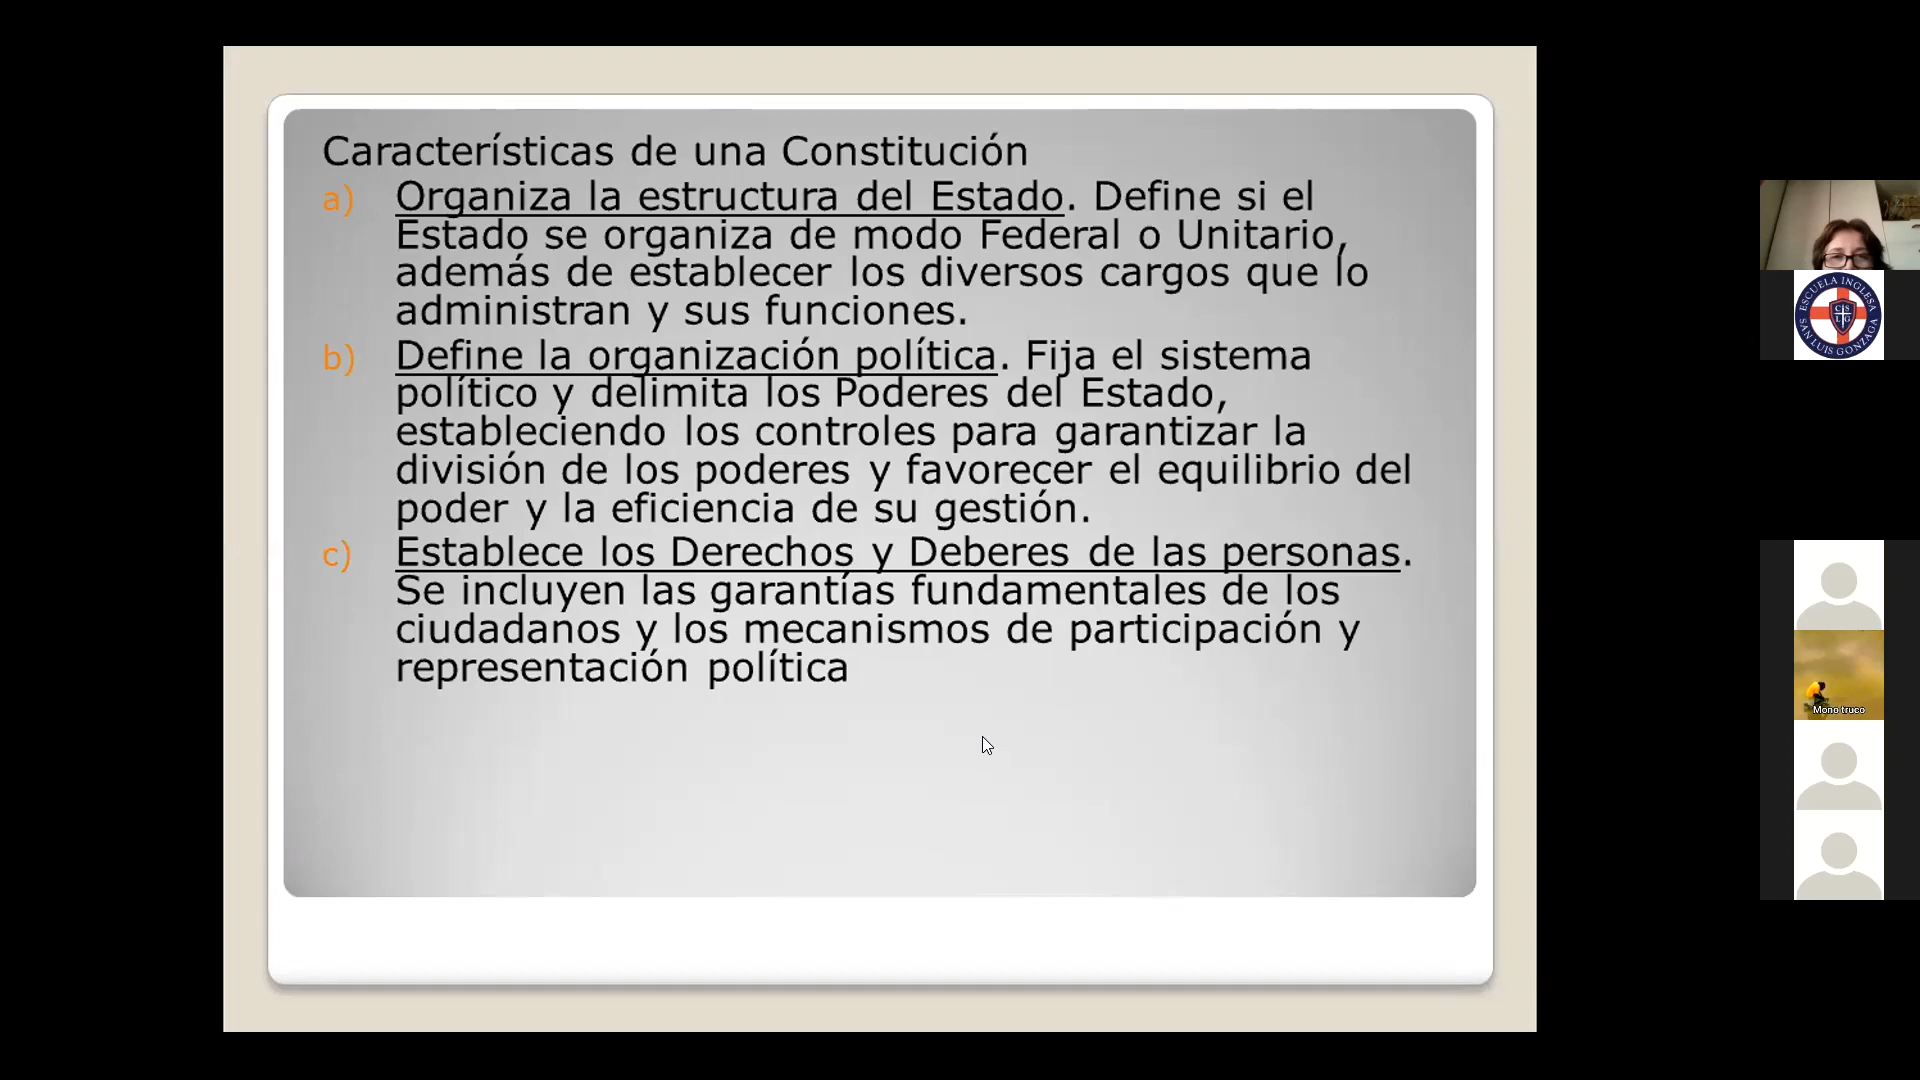 Características de una Constitución
a) Organiza la estructura del Estado. Define si el
Estado se organiza de modo Federal o Unitario,
además de establecer los diversos cargos que lo
administran y sus funciones.
b) Define la organización política. Fija el sistema
político y delimita los Poderes del Estado,
estableciendo los controles para garantizar la
división de los poderes y favorecer el equilibrio del
poder y la eficiencia de su gestión.
c) Establece los Derechos y Deberes de las personas.
Se incluyen las garantías fundamentales de los
ciudadanos y los mecanismos de participación y
representación política
ESCUELA INGLESA
SAN LUIS GONZAGA
Mono truco